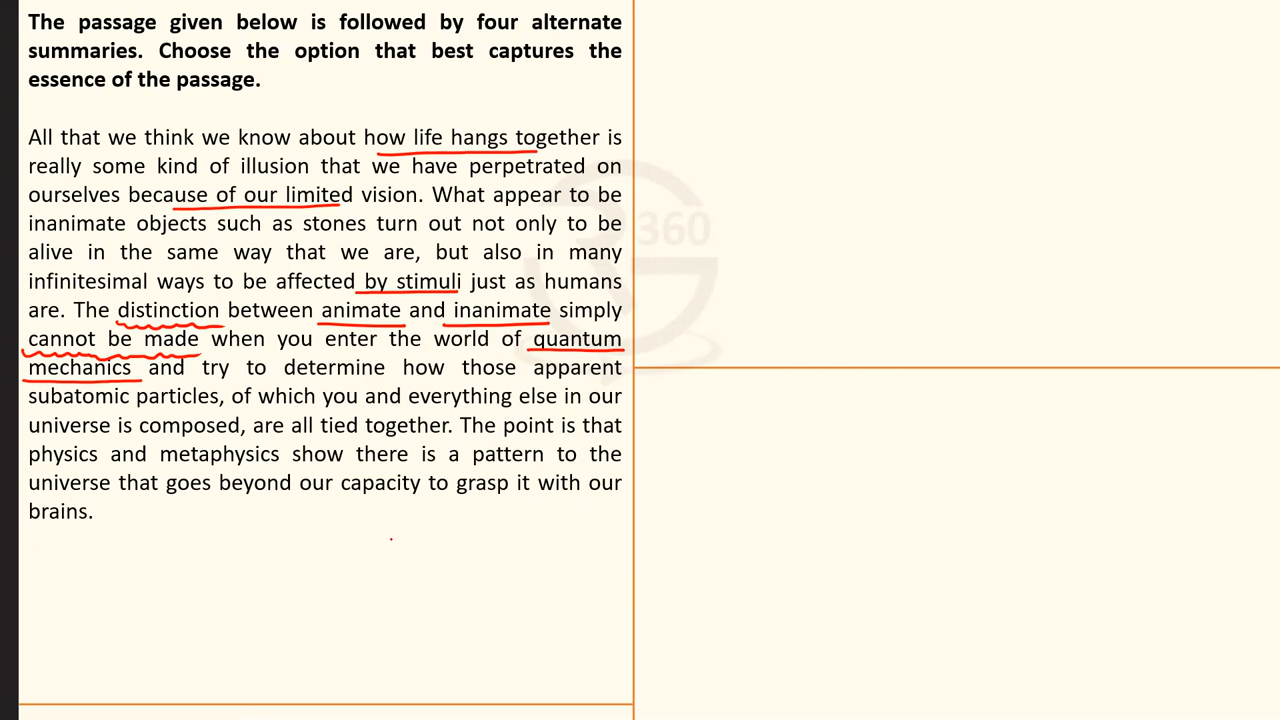 The passage given below is followed by four alternate
summaries. Choose the option that best captures the
essence of the passage.
All that we think we know about how life hangs together is
really some kind of illusion that we have perpetrated on
ourselves because of our limited vision. What appear to be
inanimate objects such as stones turn out not only to be
alive in the same way that we are, but also in many
infinitesimal ways to be affected by stimuli just as humans
are. The distinction between animate and inanimate simply
cannot be made when you enter the world of quantum
mechanics and try to determine how those apparent
subatomic particles, of which you and everything else in our
universe is composed, are all tied together. The point is that
physics and metaphysics show there is a pattern to the
universe that goes beyond our capacity to grasp it with our
brains.
360